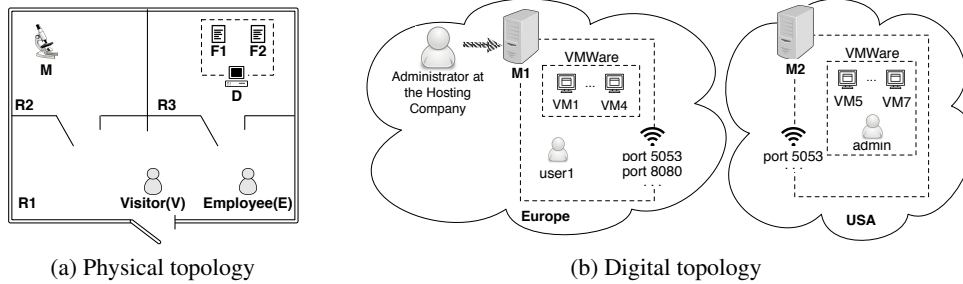 M
F1 F2
D
R2
R3
R1
Visitor(V)
Employee(E)
(a) Physical topology
Administrator at
the Hosting
Company
M1
VMWare
...
VM1
VM4
user1
port 5053
port 8080
...
Europe
M2
VMWare
...
VM5
VM7
admin
port 5053
...
USA
(b) Digital topology